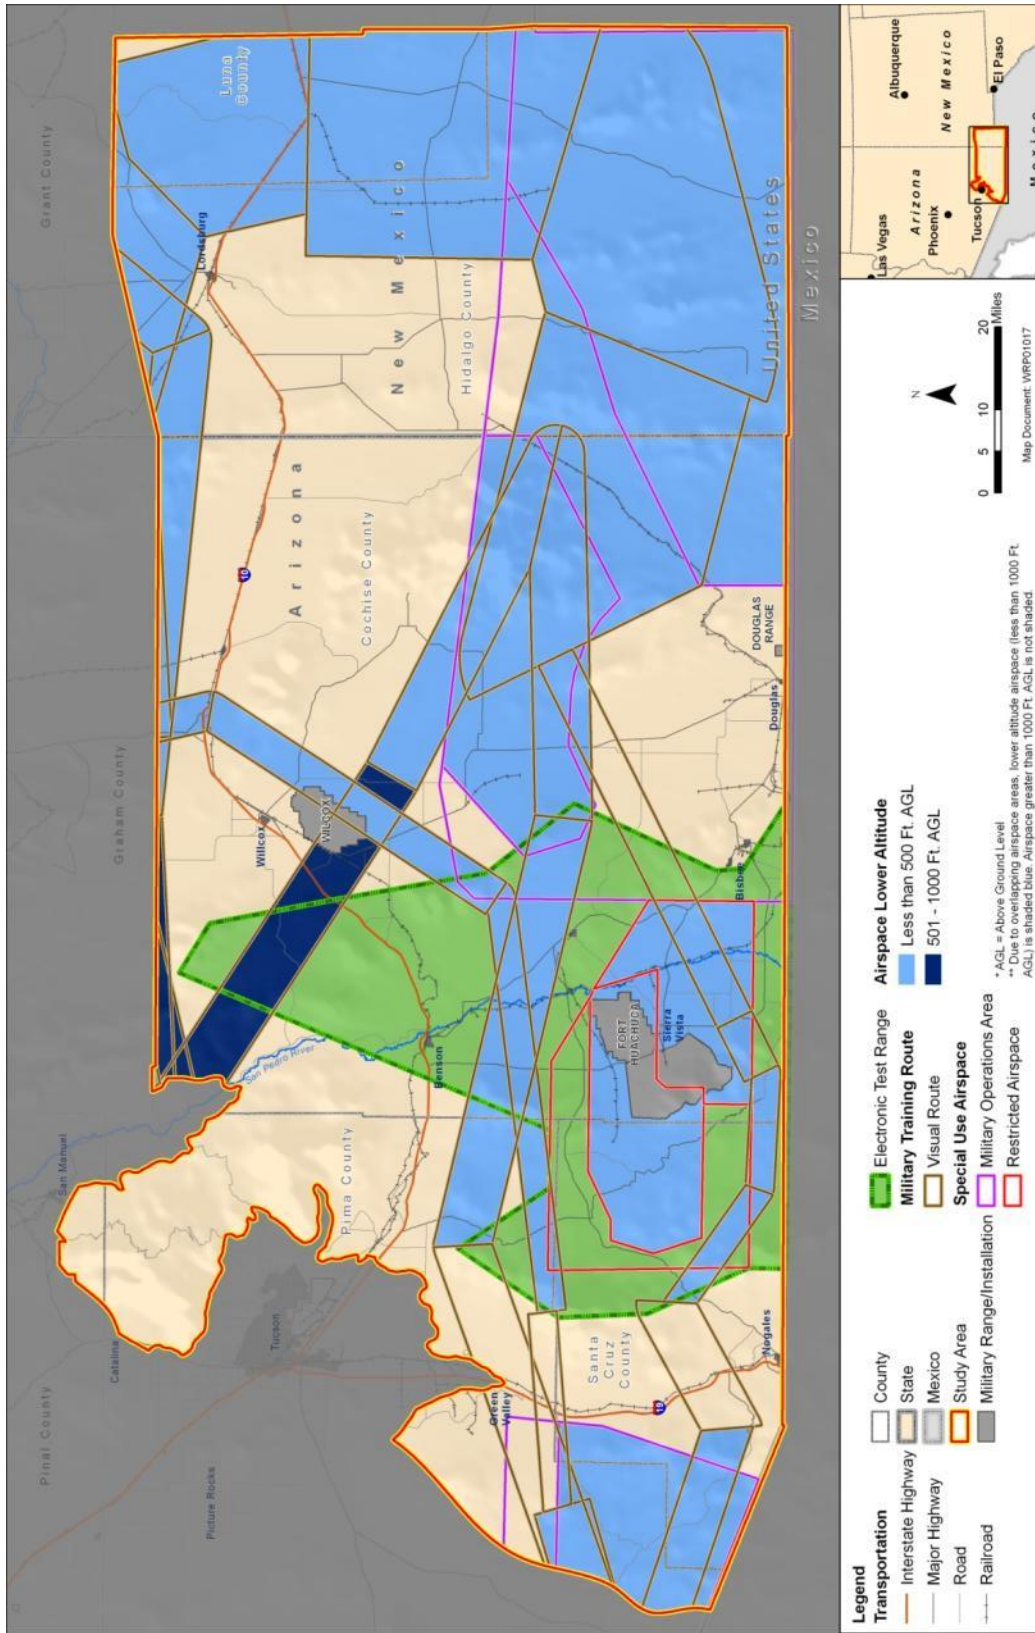 Pinal County
Graham County
Grant County
San Manuel
Catalina
Picture Rocks
Tucson
Pima County
San Pedro River
Benson
Willcox
WILLCOX
10
Arizona
Cochise County
Lordsburg
Luna
County
New Mexico
Hidalgo County
Green
Valley
Santa
Cruz
County
19
Nogales
FORT
HUACHUCA
Sierra
Vista
Bisbee
Douglas
DOUGLAS
RANGE
United States
Mexico
Legend
Transportation
Interstate Highway
Major Highway
Road
Railroad
County
State
Mexico
Study Area
Military Range/Installation
Electronic Test Range
Military Training Route
Visual Route
Special Use Airspace
Military Operations Area
Restricted Airspace
Airspace Lower Altitude
Less than 500 Ft. AGL
501 - 1000 Ft. AGL
* AGL = Above Ground Level
** Due to overlapping airspace areas, lower altitude airspace (less than 1000 Ft.
AGL) is shaded blue. Airspace greater than 1000 Ft. AGL is not shaded.
N
0 5 10 20
Miles
Map Document: WRP01017
Las Vegas
Arizona
Phoenix
Tucson
Albuquerque
New Mexico
El Paso
Mexico